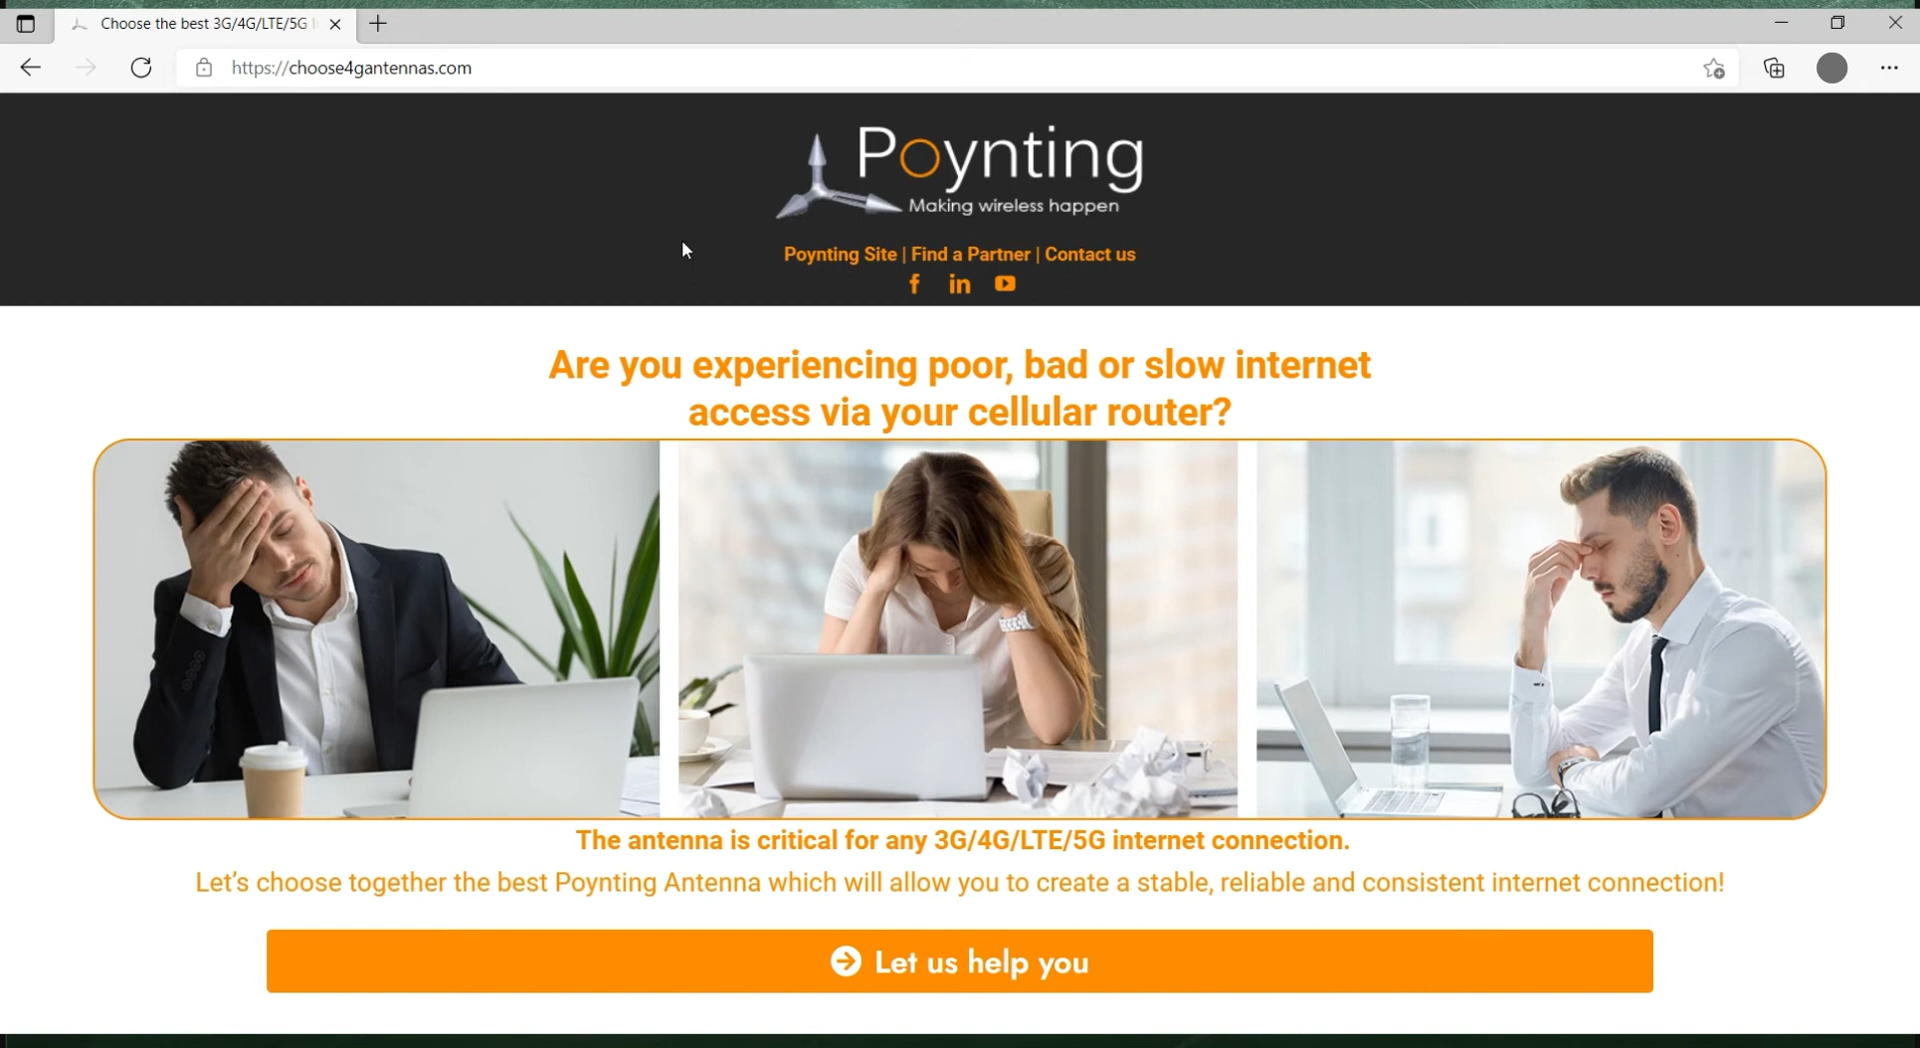 Choose the best 3G/4G/LTE/5G
https://choose4gantennas.com
Poynting
Making wireless happen
Poynting Site | Find a Partner | Contact us
Are you experiencing poor, bad or slow internet
access via your cellular router?
The antenna is critical for any 3G/4G/LTE/5G internet connection.
Let's choose together the best Poynting Antenna which will allow you to create a stable, reliable and consistent internet connection!
Let us help you